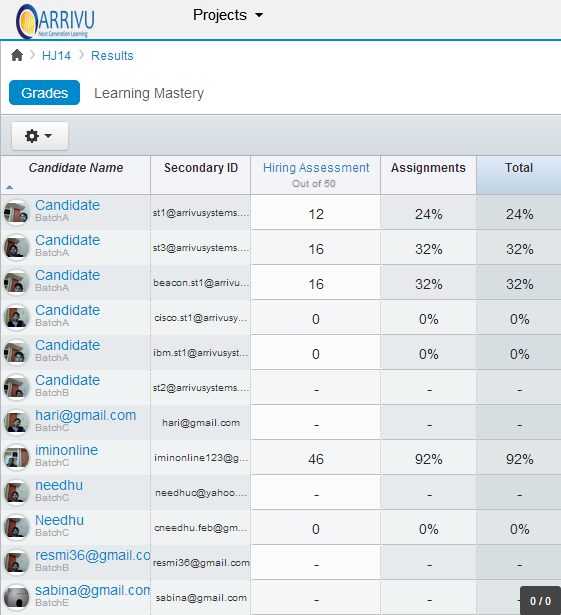 ARRIVU
Next Generation Learning
Projects
HJ14 Results
Grades Learning Mastery
Candidate Name Secondary ID Hiring Assessment Assignments Total
Out of 50
Candidate st1@arrivusystems.... 12 24% 24%
BatchA
Candidate st3@arrivusystems.... 16 32% 32%
BatchA
Candidate beacon.st1@arrivu... 16 32% 32%
BatchA
Candidate cisco.st1@arrivusy... 0 0% 0%
BatchA
Candidate ibm.st1@arrivusyst... 0 0% 0%
BatchA
Candidate st2@arrivusystems.... - - -
BatchB
hari@gmail.com hari@gmail.com - - -
BatchC
iminonline iminonline123@g... 46 92% 92%
BatchC
needhu needhuc@yahoo.... - - -
BatchC
Needhu cneedhu.feb@gm... 0 0% 0%
BatchC
resmi36@gmail.co resmi36@gmail.com - - -
BatchB
sabina@gmail.com sabina@gmail.com - - -
BatchE
0 / 0